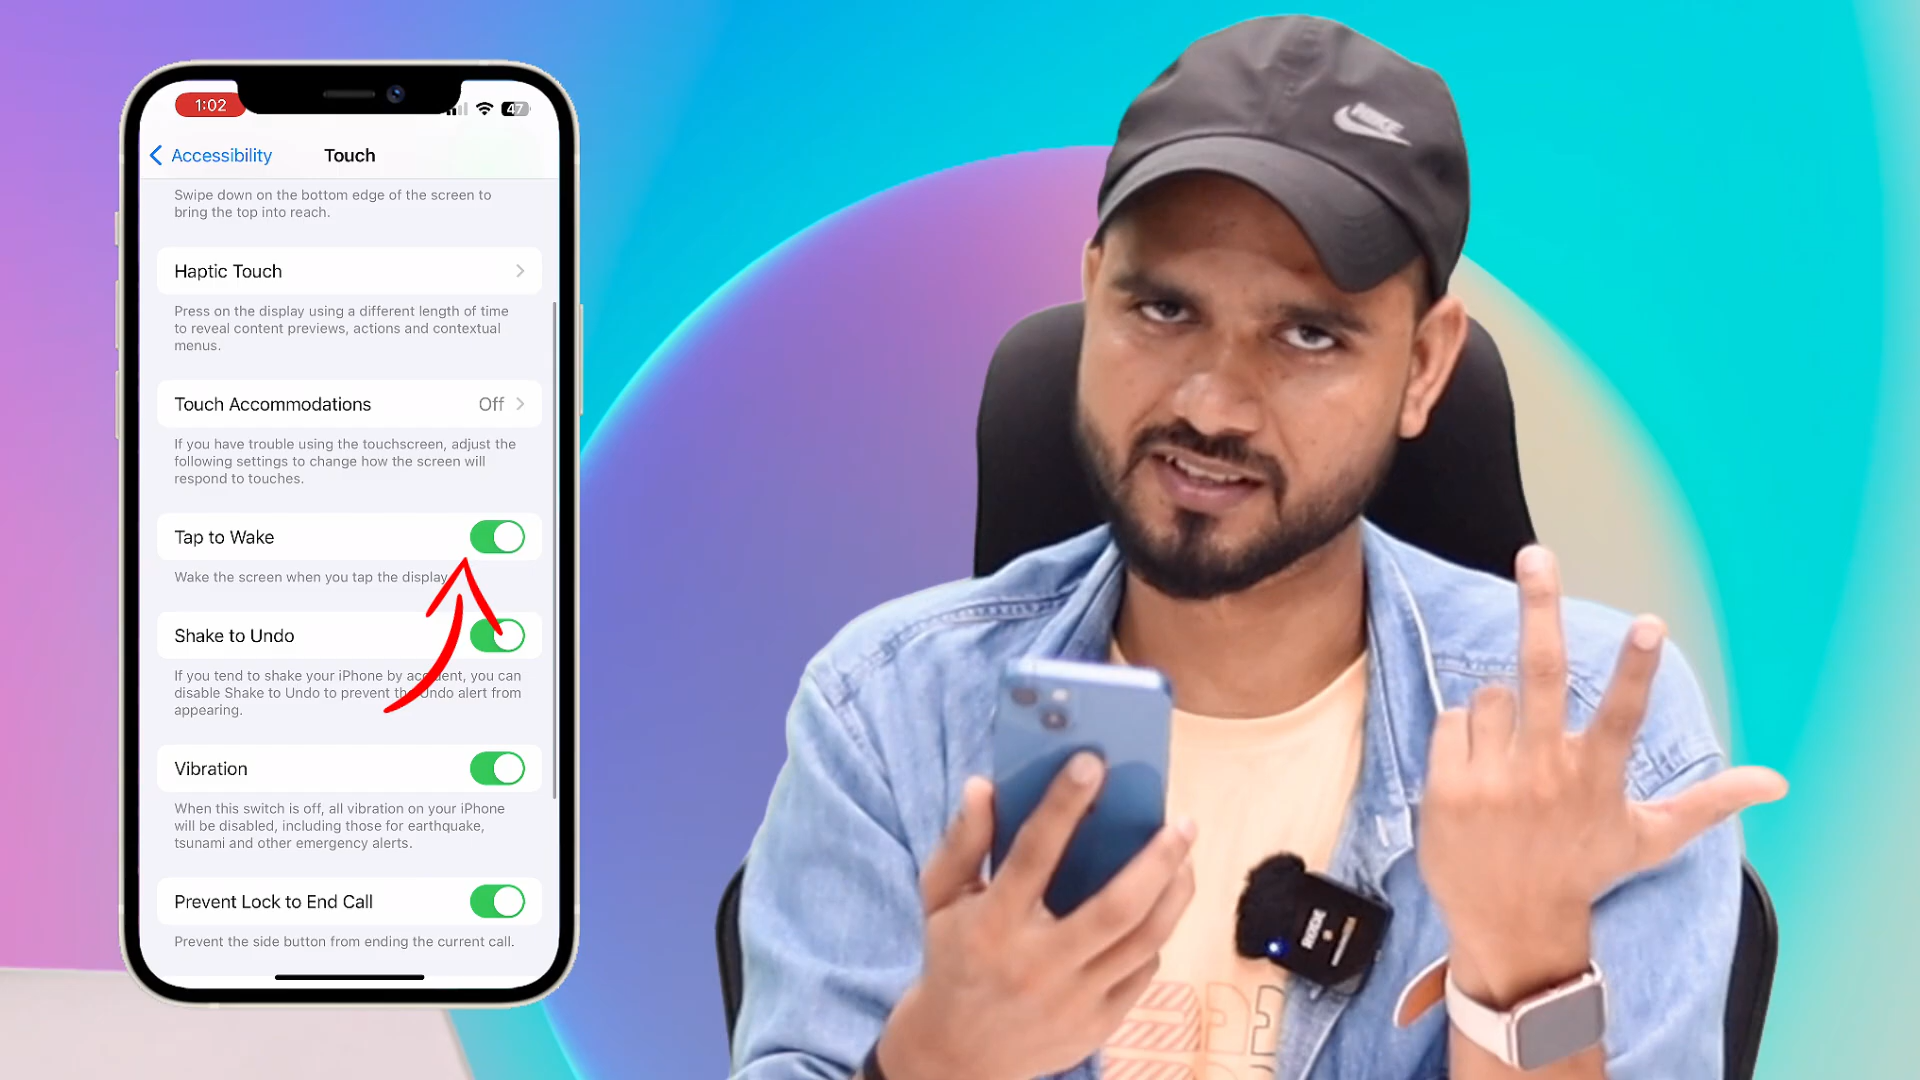 1:02
47
Accessibility
Touch
Swipe down on the bottom edge of the screen to
bring the top into reach.
Haptic Touch
Press on the display using a different length of time
to reveal content previews, actions and contextual
menus.
Touch Accommodations
Off
If you have trouble using the touchscreen, adjust the
following settings to change how the screen will
respond to touches.
Tap to Wake
Wake the screen when you tap the display
Shake to Undo
If you tend to shake your iPhone by accident, you can
disable Shake to Undo to prevent the Undo alert from
appearing.
Vibration
When this switch is off, all vibration on your iPhone
will be disabled, including those for earthquake,
tsunami and other emergency alerts.
Prevent Lock to End Call
Prevent the side button from ending the current call.
NIKE
RODE